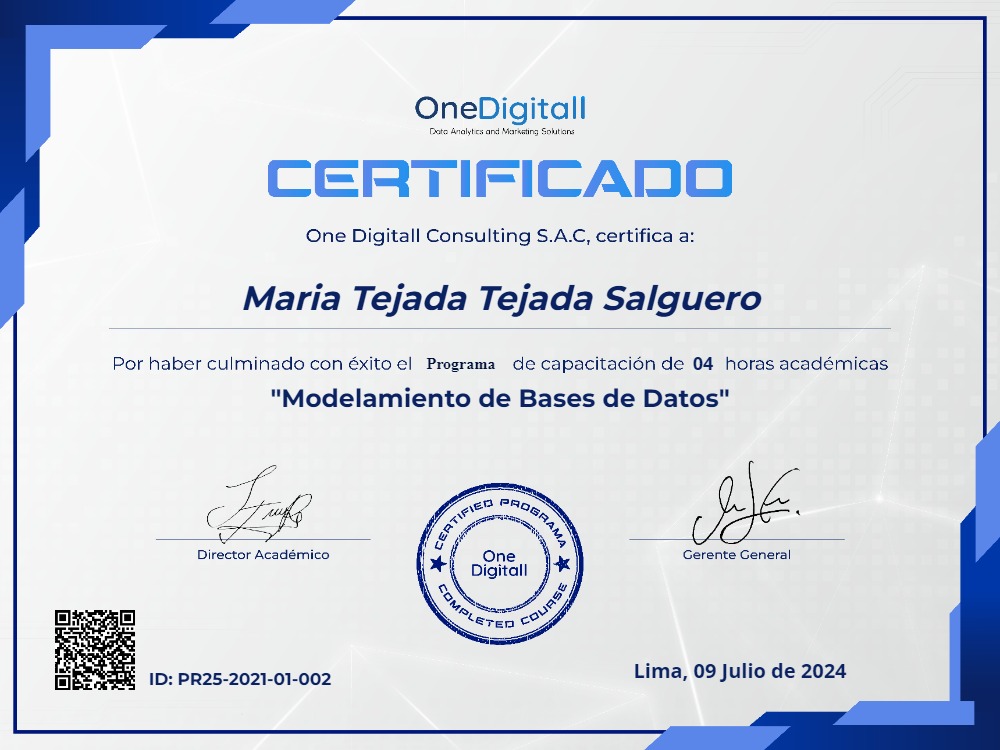 OneDigitall
Data Analytics and Marketing Solutions
CERTIFICADO
One Digitall Consulting S.A.C, certifica a:
Maria Tejada Tejada Salguero
Por haber culminado con éxito el Programa de capacitación de 04 horas académicas
"Modelamiento de Bases de Datos"
Director Académico
CERTIFIED PROGRAMA
One
Digitall
COMPLETED COURSE
Gerente General
ID: PR25-2021-01-002
Lima, 09 Julio de 2024